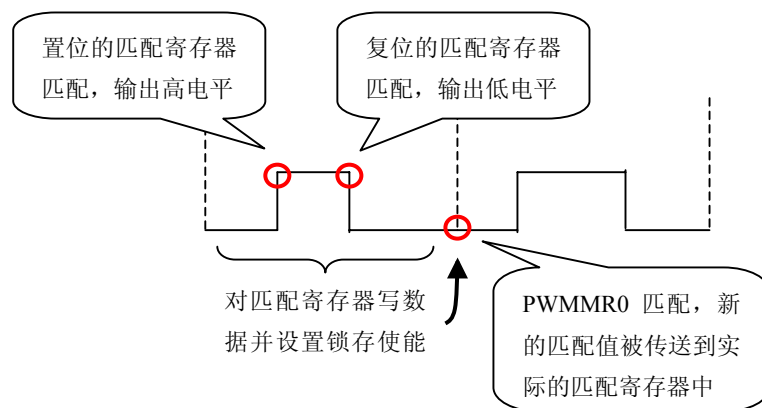 置位的匹配寄存器
匹配，输出高电平
复位的匹配寄存器
匹配，输出低电平
对匹配寄存器写数
据并设置锁存使能
PWMMR0 匹配，新
的匹配值被传送到实
际的匹配寄存器中